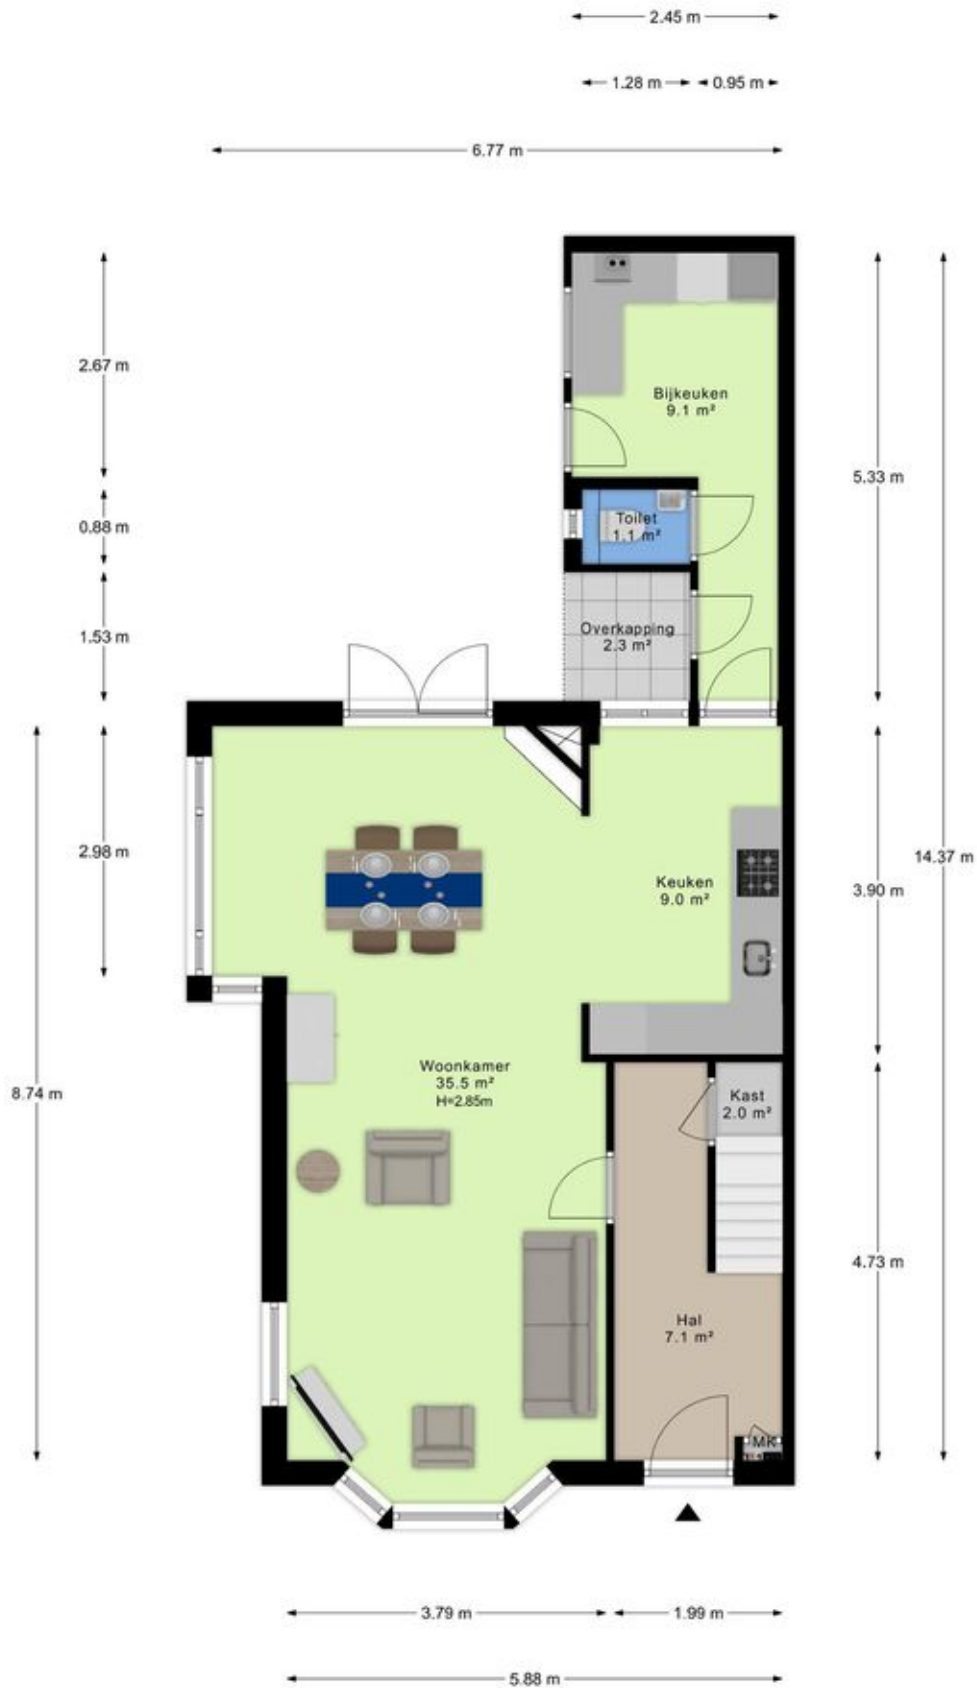 2.45 m
1.28 m
0.95 m
6.77 m
2.67 m
Bijkeuken
9.1 m²
5.33 m
0.88 m
Toilet
1.1 m²
1.53 m
Overkapping
2.3 m²
2.98 m
14.37 m
Keuken
9.0 m²
3.90 m
8.74 m
Woonkamer
35.5 m²
H=2.85m
Kast
2.0 m²
4.73 m
Hal
7.1 m²
MK
3.79 m
1.99 m
5.88 m